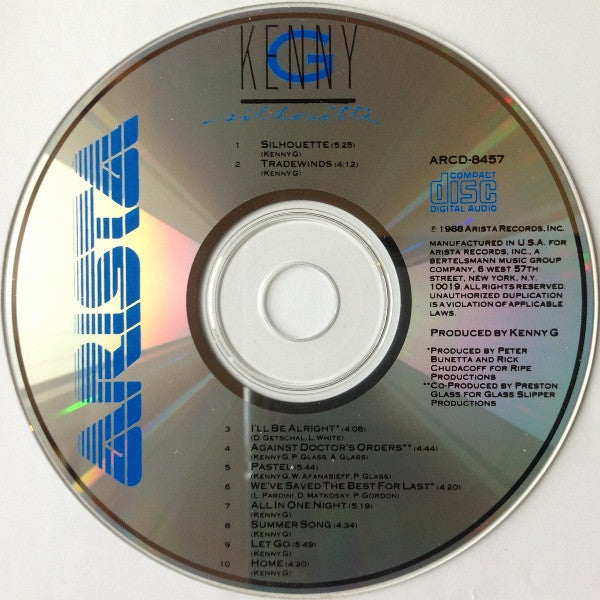 KENNY
G
silhouette
1 SILHOUETTE (5:25)
(KENNY G)
2 TRADEWINDS (4:12)
(KENNY G)
ARISTA
ARCD-8457
COMPACT
disc
DIGITAL AUDIO
℗ 1988 ARISTA RECORDS, INC.
MANUFACTURED IN U.S.A. FOR
ARISTA RECORDS, INC., A
BERTELSMANN MUSIC GROUP
COMPANY, 6 WEST 57TH
STREET, NEW YORK, N.Y.
10019. ALL RIGHTS RESERVED.
UNAUTHORIZED DUPLICATION
IS A VIOLATION OF APPLICABLE
LAWS.
PRODUCED BY KENNY G
*PRODUCED BY PETER
BUNETTA AND RICK
CHUDACOFF FOR RIPE
PRODUCTIONS
**CO-PRODUCED BY PRESTON
GLASS FOR GLASS SLIPPER
PRODUCTIONS
3 I'LL BE ALRIGHT* (4:08)
(D. GETSCHAL, L. WHITE)
4 AGAINST DOCTOR'S ORDERS** (4:44)
(KENNY G, P. GLASS, A. GLASS)
5 PASTEL (5:44)
(KENNY G, W. AFANASIEFF, P. GLASS)
6 WE'VE SAVED THE BEST FOR LAST* (4:20)
(L. PARDINI, D. MATKOSKY, P. GORDON)
7 ALL IN ONE NIGHT (5:19)
(KENNY G)
8 SUMMER SONG (4:34)
(KENNY G)
9 LET GO (5:49)
(KENNY G)
10 HOME (4:20)
(KENNY G)